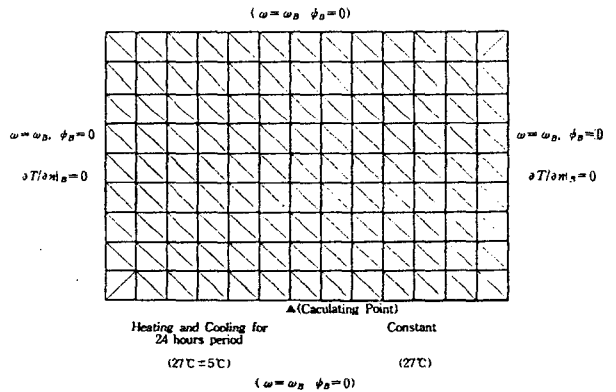 ( ω = ω_B  ϕ_B = 0 )
ω = ω_B,  ϕ_B = 0
ω = ω_B,  ϕ_B = 0
∂T/∂n|_B = 0
∂T/∂n|_B = 0
▲(Caculating Point)
Heating and Cooling for
24 hours period
Constant
(27℃ ±5℃)
(27℃)
( ω = ω_B  ϕ_B = 0 )